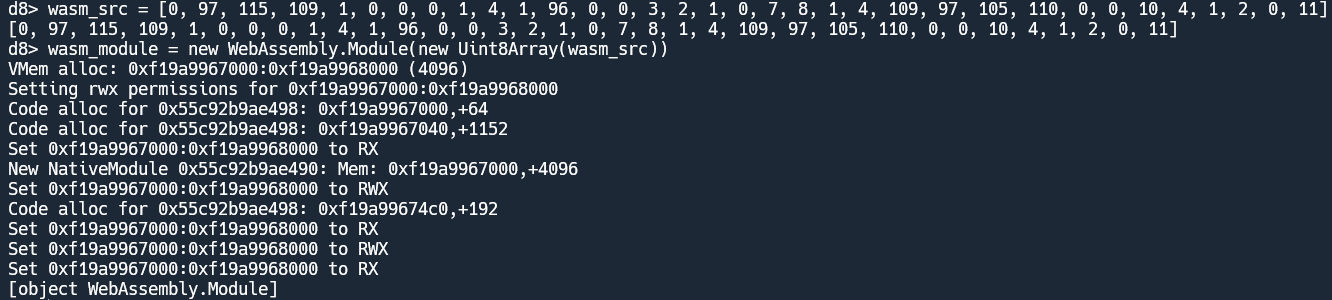 d8> wasm_src = [0, 97, 115, 109, 1, 0, 0, 0, 1, 4, 1, 96, 0, 0, 3, 2, 1, 0, 7, 8, 1, 4, 109, 97, 105, 110, 0, 0, 10, 4, 1, 2, 0, 11]
[0, 97, 115, 109, 1, 0, 0, 0, 1, 4, 1, 96, 0, 0, 3, 2, 1, 0, 7, 8, 1, 4, 109, 97, 105, 110, 0, 0, 10, 4, 1, 2, 0, 11]
d8> wasm_module = new WebAssembly.Module(new Uint8Array(wasm_src))
VMem alloc: 0xf19a9967000:0xf19a9968000 (4096)
Setting rwx permissions for 0xf19a9967000:0xf19a9968000
Code alloc for 0x55c92b9ae498: 0xf19a9967000,+64
Code alloc for 0x55c92b9ae498: 0xf19a9967040,+1152
Set 0xf19a9967000:0xf19a9968000 to RX
New NativeModule 0x55c92b9ae490: Mem: 0xf19a9967000,+4096
Set 0xf19a9967000:0xf19a9968000 to RWX
Code alloc for 0x55c92b9ae498: 0xf19a99674c0,+192
Set 0xf19a9967000:0xf19a9968000 to RX
Set 0xf19a9967000:0xf19a9968000 to RWX
Set 0xf19a9967000:0xf19a9968000 to RX
[object WebAssembly.Module]